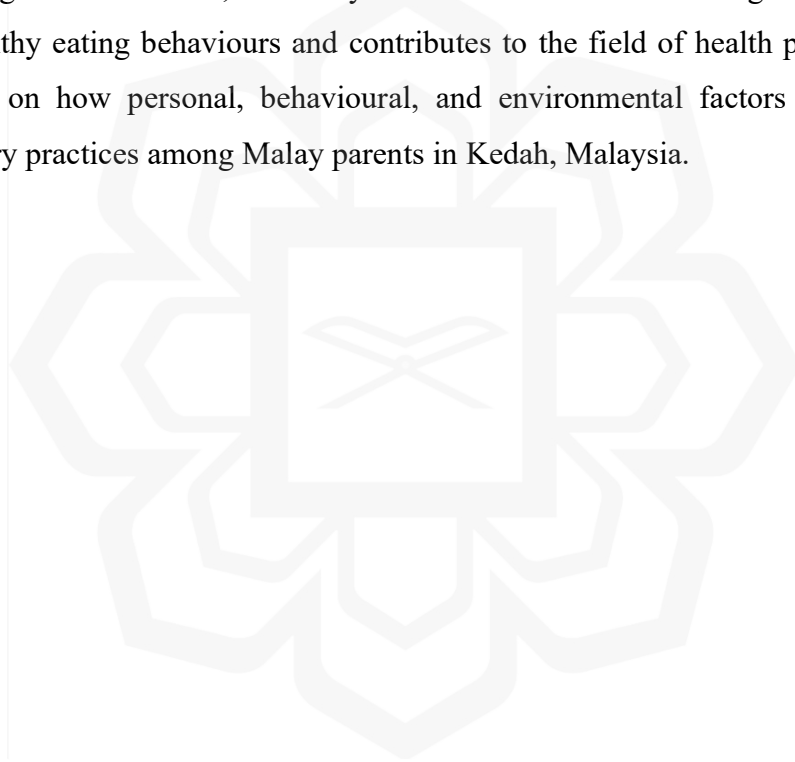 thy eating behaviours and contributes to the field of health p
on how personal, behavioural, and environmental factors
ry practices among Malay parents in Kedah, Malaysia.